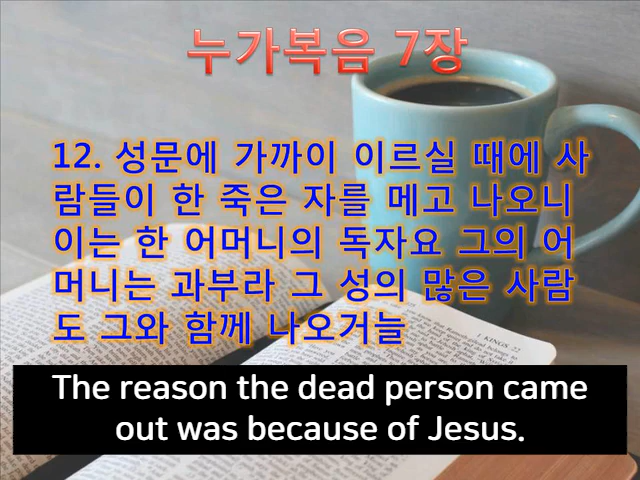 누가복음 7장
12. 성문에 가까이 이르실 때에 사
람들이 한 죽은 자를 메고 나오니
이는 한 어머니의 독자요 그의 어
머니는 과부라 그 성의 많은 사람
도 그와 함께 나오거늘
1. KINGS 22
The reason the dead person came
out was because of Jesus.